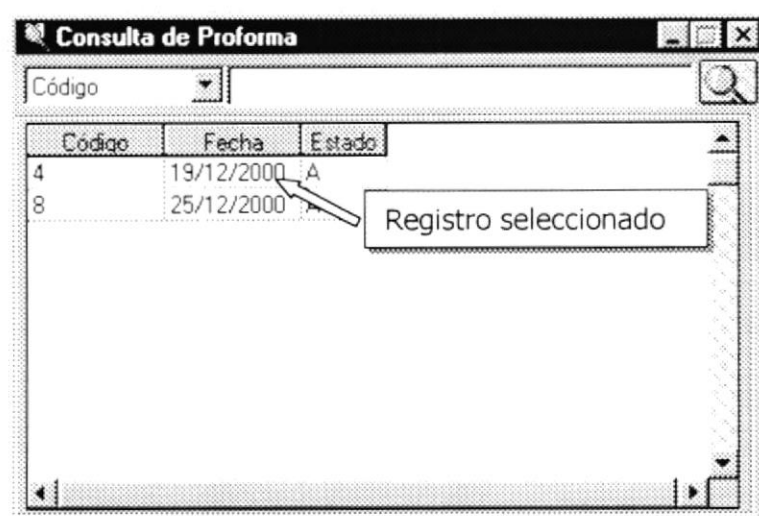 Consulta de Proforma
Código
Código Fecha Estado
4 19/12/2000 A
8 25/12/2000 A
Registro seleccionado